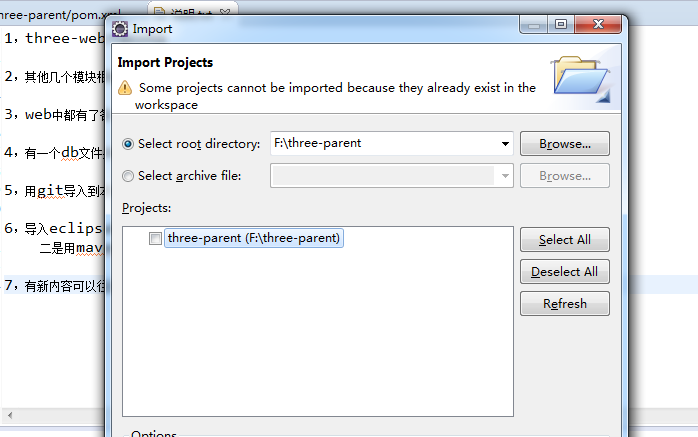 ree-parent/pom.xml
说明.txt
Import
1, three-web
2, 其他几个模块
3, web中都有了
4, 有一个db文件
5, 用git导入到
6, 导入eclips
二是用mav
7, 有新内容可以
Import Projects
Some projects cannot be imported because they already exist in the
workspace
Select root directory:
F:\three-parent
Browse...
Select archive file:
Browse...
Projects:
three-parent (F:\three-parent)
Select All
Deselect All
Refresh
Options